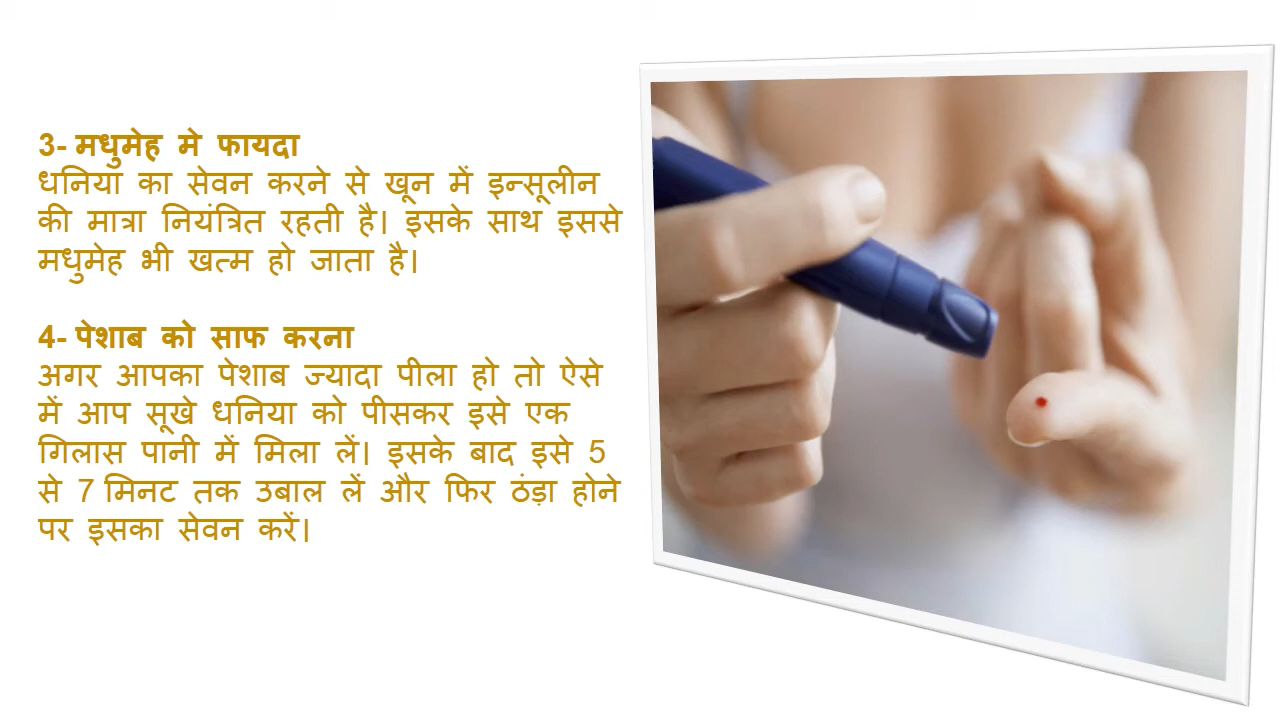 3- मधुमेह मे फायदा
धनिया का सेवन करने से खून में इन्सूलीन
की मात्रा नियंत्रित रहती है। इसके साथ इससे
मधुमेह भी खत्म हो जाता है।
4- पेशाब को साफ करना
अगर आपका पेशाब ज्यादा पीला हो तो ऐसे
में आप सूखे धनिया को पीसकर इसे एक
गिलास पानी में मिला लें। इसके बाद इसे 5
से 7 मिनट तक उबाल लें और फिर ठंड़ा होने
पर इसका सेवन करें।